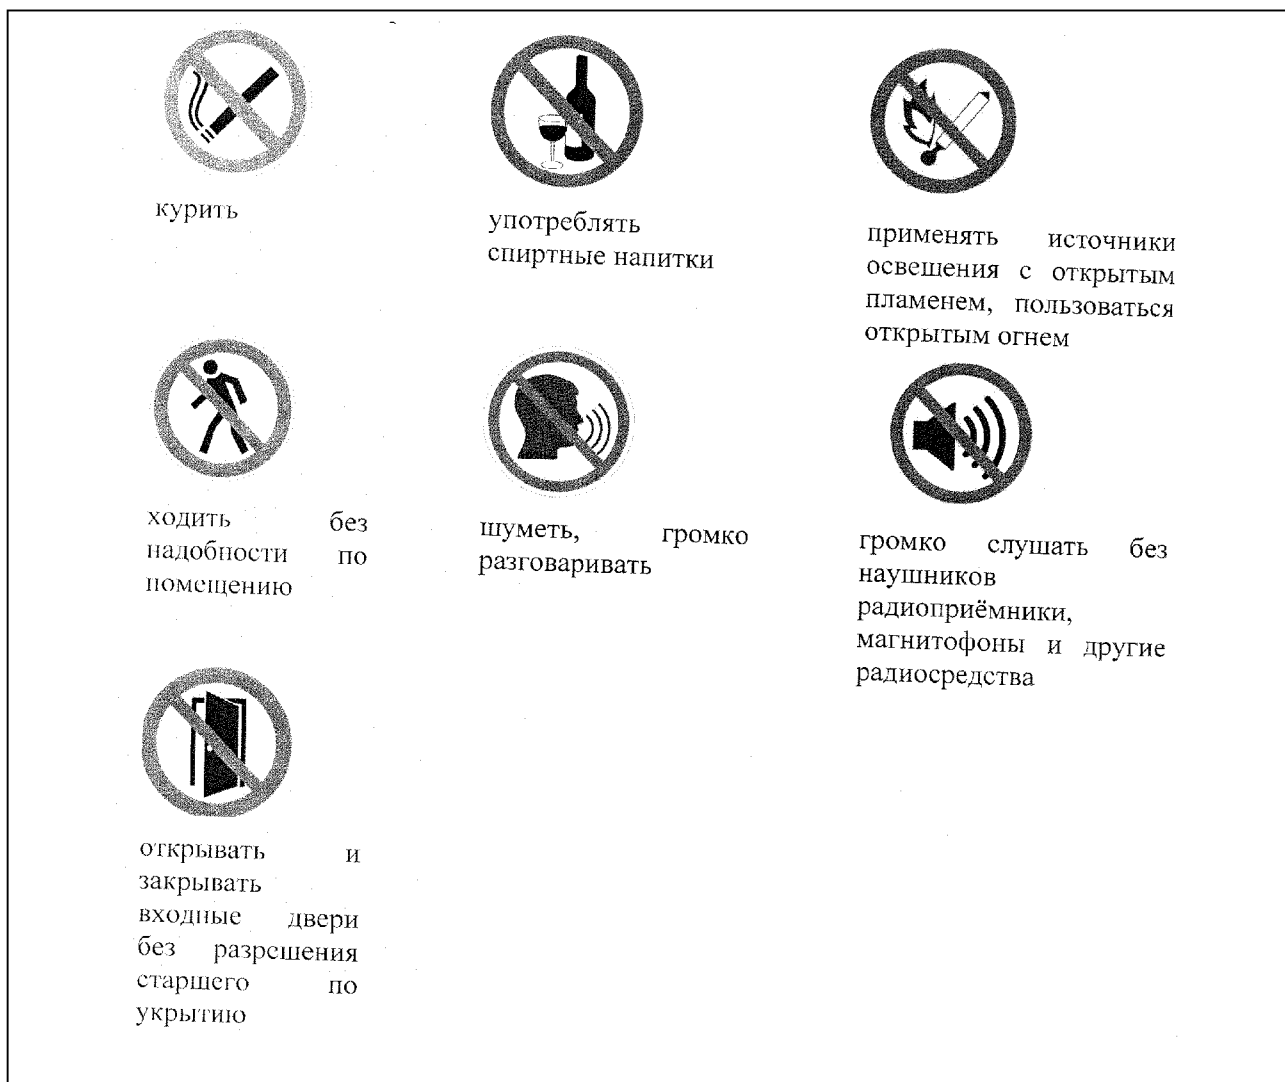 курить
употреблять
спиртные напитки
применять источники
освещения с открытым
пламенем, пользоваться
открытым огнем
ходить без
надобности по
помещению
шуметь, громко
разговаривать
громко слушать без
наушников
радиоприёмники,
магнитофоны и другие
радиосредства
открывать и
закрывать
входные двери
без разрешения
старшего по
укрытию